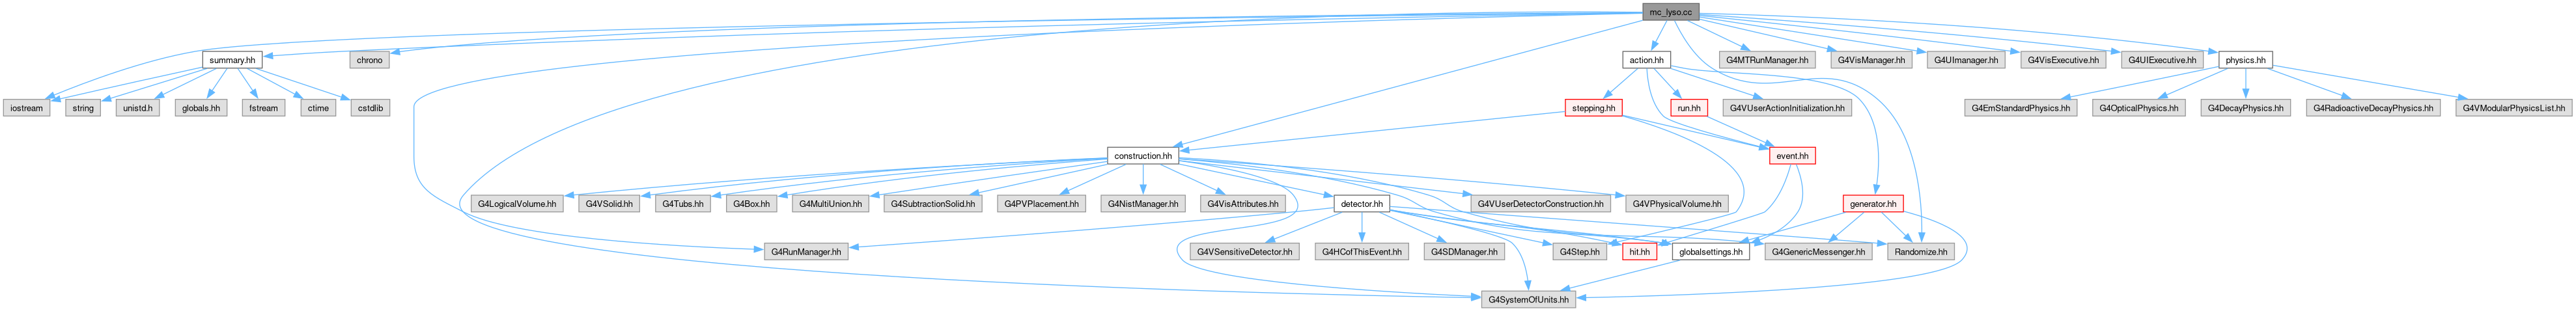 mc_lyso.cc
summary.hh
chrono
action.hh
G4MTRunManager.hh
G4VisManager.hh
G4UImanager.hh
G4VisExecutive.hh
G4UIExecutive.hh
physics.hh
iostream
string
unistd.h
globals.hh
fstream
ctime
cstdlib
stepping.hh
run.hh
G4VUserActionInitialization.hh
G4EmStandardPhysics.hh
G4OpticalPhysics.hh
G4DecayPhysics.hh
G4RadioactiveDecayPhysics.hh
G4VModularPhysicsList.hh
construction.hh
event.hh
G4LogicalVolume.hh
G4VSolid.hh
G4Tubs.hh
G4Box.hh
G4MultiUnion.hh
G4SubtractionSolid.hh
G4PVPlacement.hh
G4NistManager.hh
G4VisAttributes.hh
detector.hh
G4VUserDetectorConstruction.hh
G4VPhysicalVolume.hh
generator.hh
G4RunManager.hh
G4VSensitiveDetector.hh
G4HCofThisEvent.hh
G4SDManager.hh
G4Step.hh
hit.hh
globalsettings.hh
G4GenericMessenger.hh
Randomize.hh
G4SystemOfUnits.hh